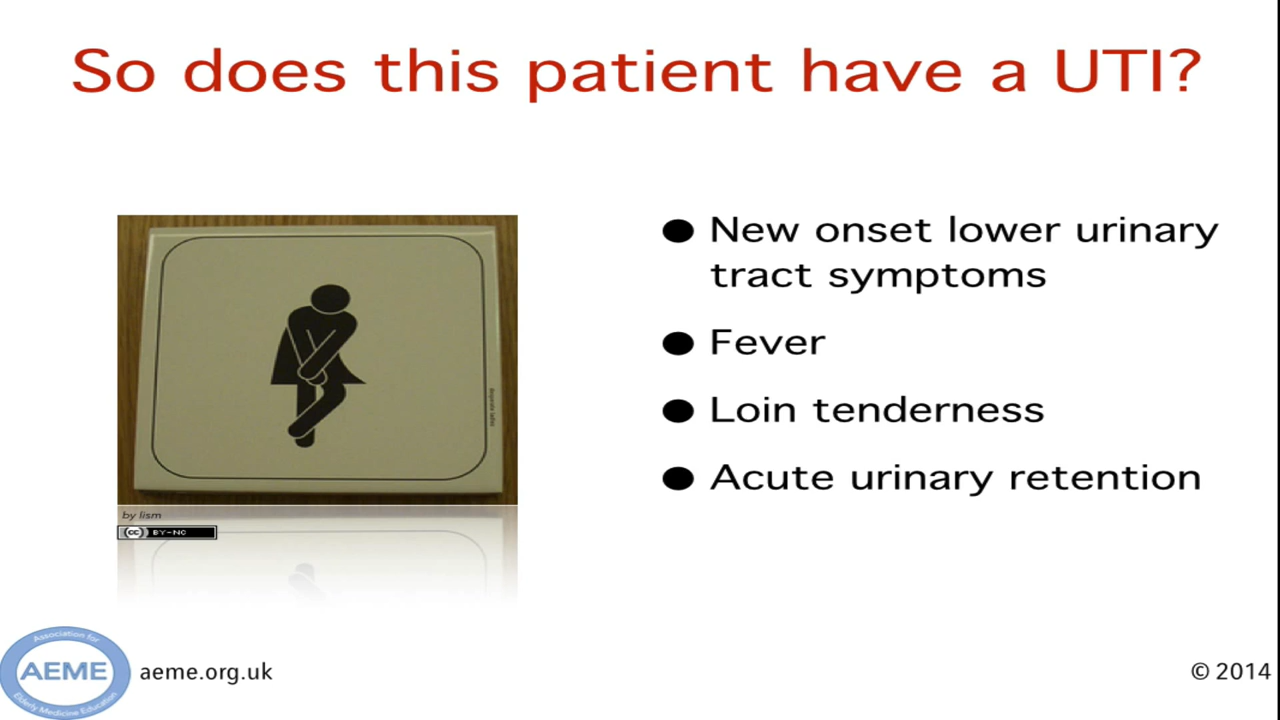 So does this patient have a UTI?
● New onset lower urinary
tract symptoms
● Fever
● Loin tenderness
● Acute urinary retention
by lism
cc BY-NC
Association for
AEME
Elderly Medicine Education
aeme.org.uk
© 2014